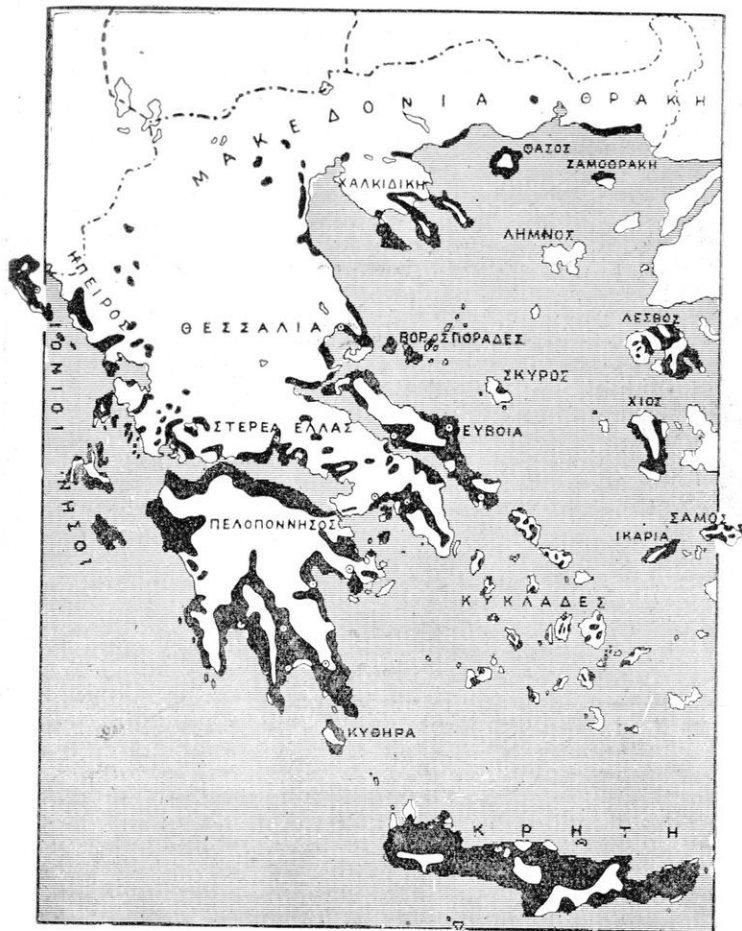 ΜΑΚΕΔΟΝΙΑ • ΘΡΑΚΗ
ΘΑΣΟΣ
ΣΑΜΟΘΡΑΚΗ
ΧΑΛΚΙΔΙΚΗ
ΛΗΜΝΟΣ
ΗΠΕΙΡΟΣ
ΘΕΣΣΑΛΙΑ
ΛΕΣΒΟΣ
ΒΟΡ. ΣΠΟΡΑΔΕΣ
ΙΟΝΙΟΙ ΝΗΣΟΙ
ΣΚΥΡΟΣ
ΧΙΟΣ
ΣΤΕΡΕΑ ΕΛΛΑΣ
ΕΥΒΟΙΑ
ΣΑΜΟΣ
ΠΕΛΟΠΟΝΝΗΣΟΣ
ΙΚΑΡΙΑ
ΚΥΚΛΑΔΕΣ
ΚΥΘΗΡΑ
ΚΡΗΤΗ